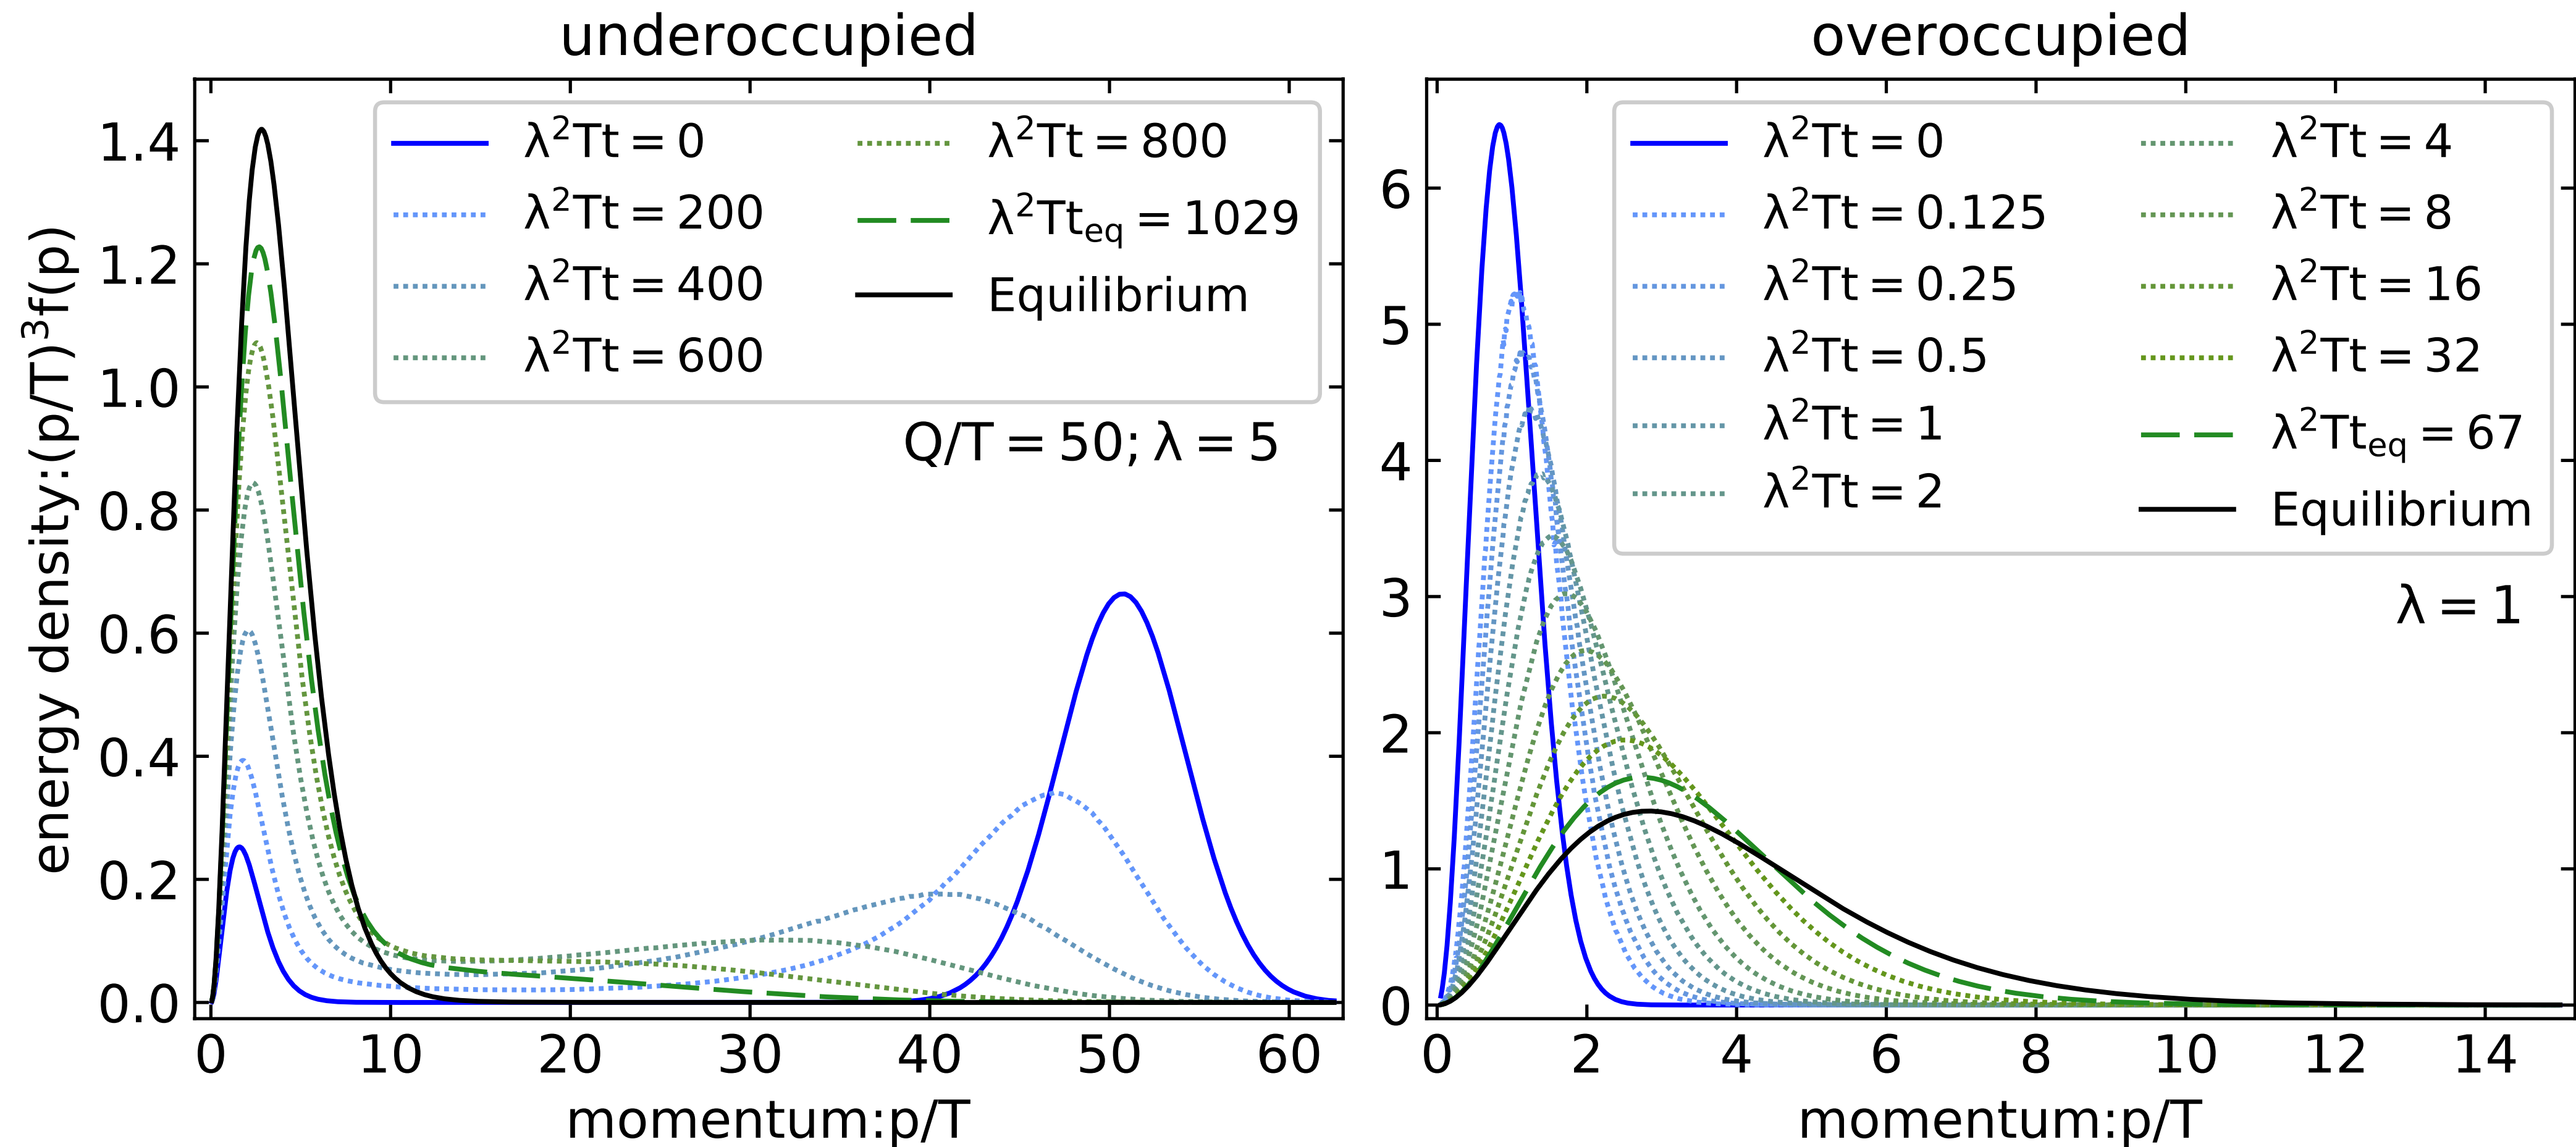 underoccupied
energy density:(p/T)³f(p)
1.4
1.2
1.0
0.8
0.6
0.4
0.2
0.0
λ²Tt = 0
λ²Tt = 200
λ²Tt = 400
λ²Tt = 600
λ²Tt = 800
λ²Tt_eq = 1029
Equilibrium
Q/T = 50; λ = 5
0 10 20 30 40 50 60
momentum:p/T
overoccupied
6
5
4
3
2
1
0
λ²Tt = 0
λ²Tt = 0.125
λ²Tt = 0.25
λ²Tt = 0.5
λ²Tt = 1
λ²Tt = 2
λ²Tt = 4
λ²Tt = 8
λ²Tt = 16
λ²Tt = 32
λ²Tt_eq = 67
Equilibrium
λ = 1
0 2 4 6 8 10 12 14
momentum:p/T